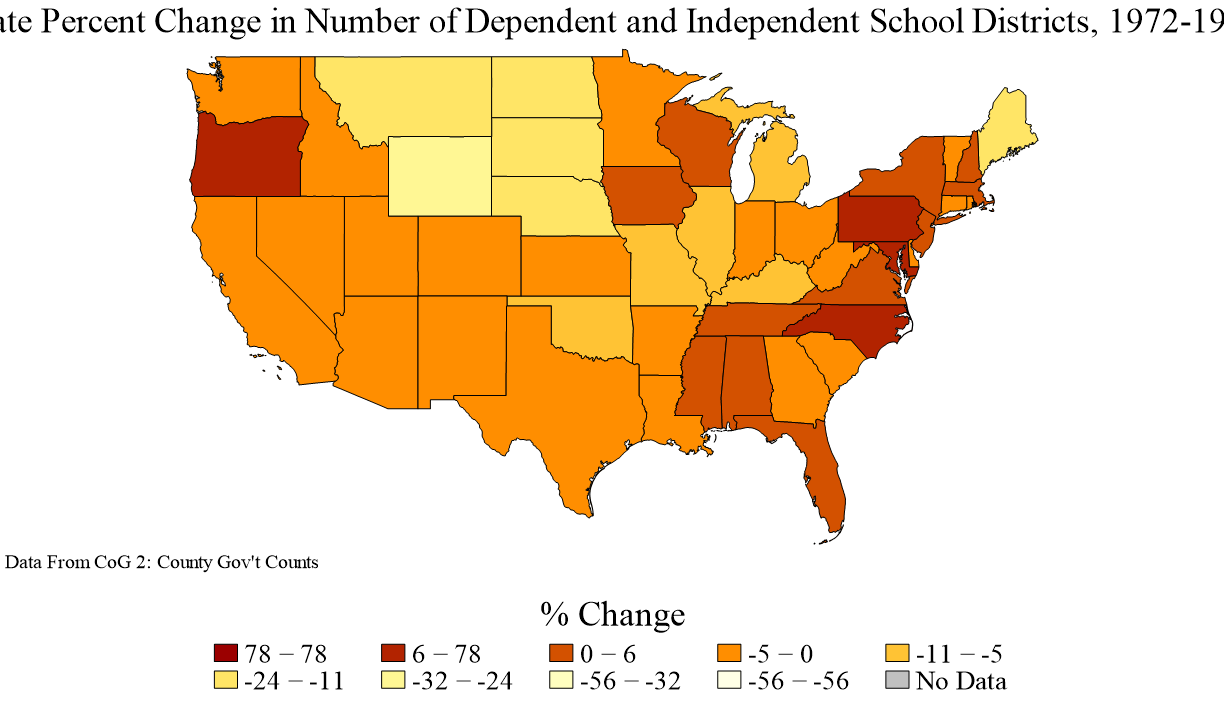 ate Percent Change in Number of Dependent and Independent School Districts, 1972-19
Data From CoG 2: County Gov't Counts
% Change
78 – 78 6 – 78 0 – 6 -5 – 0 -11 – -5
-24 – -11 -32 – -24 -56 – -32 -56 – -56 No Data